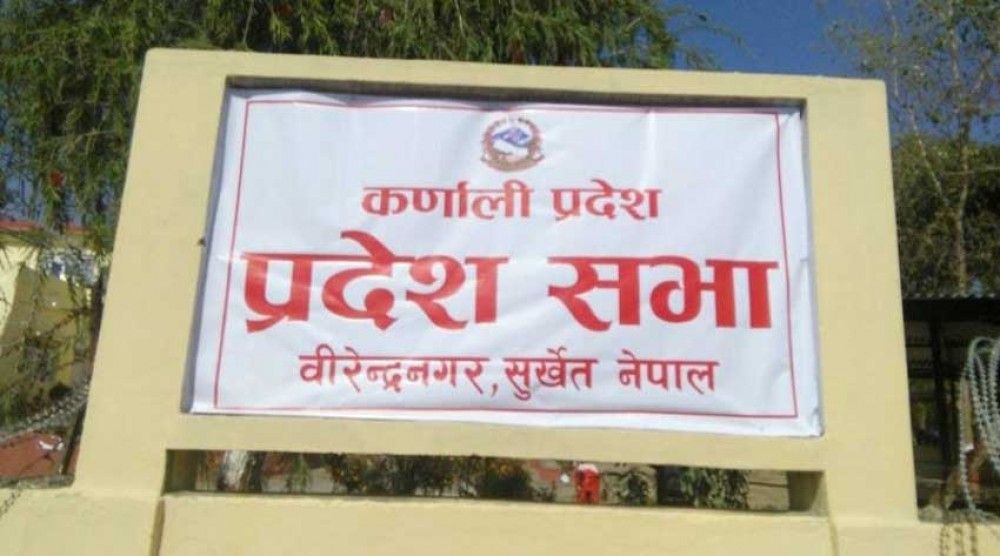 कर्णाली प्रदेश
प्रदेश सभा
वीरेन्द्रनगर, सुर्खेत नेपाल